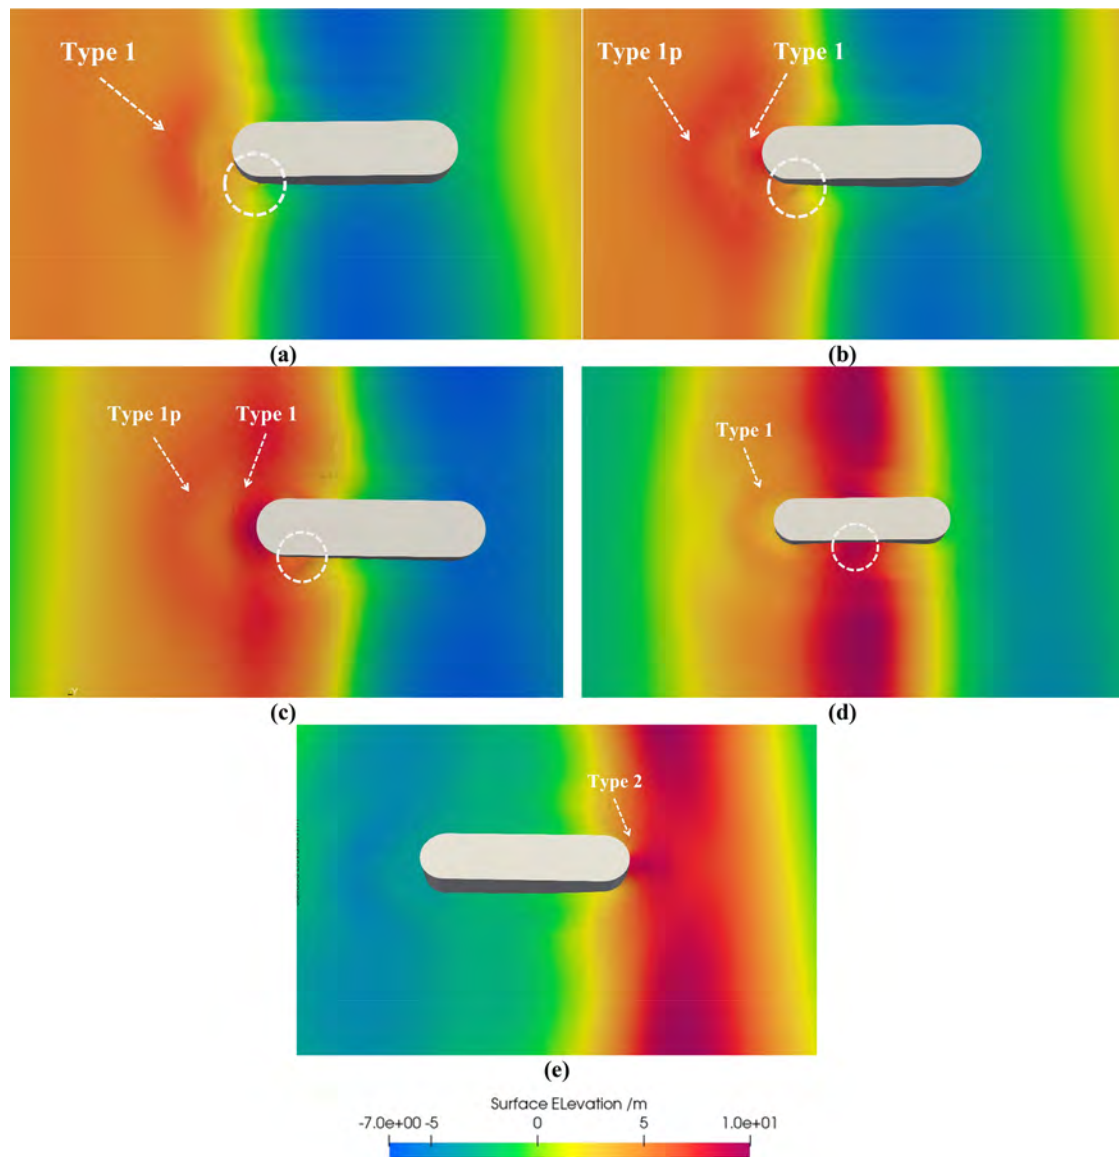 Type 1
Type 1p
Type 1
(a)
(b)
Type 1p
Type 1
Type 1
(c)
(d)
Type 2
(e)
Surface ELevation /m
-7.0e+00 -5 0 5 1.0e+01